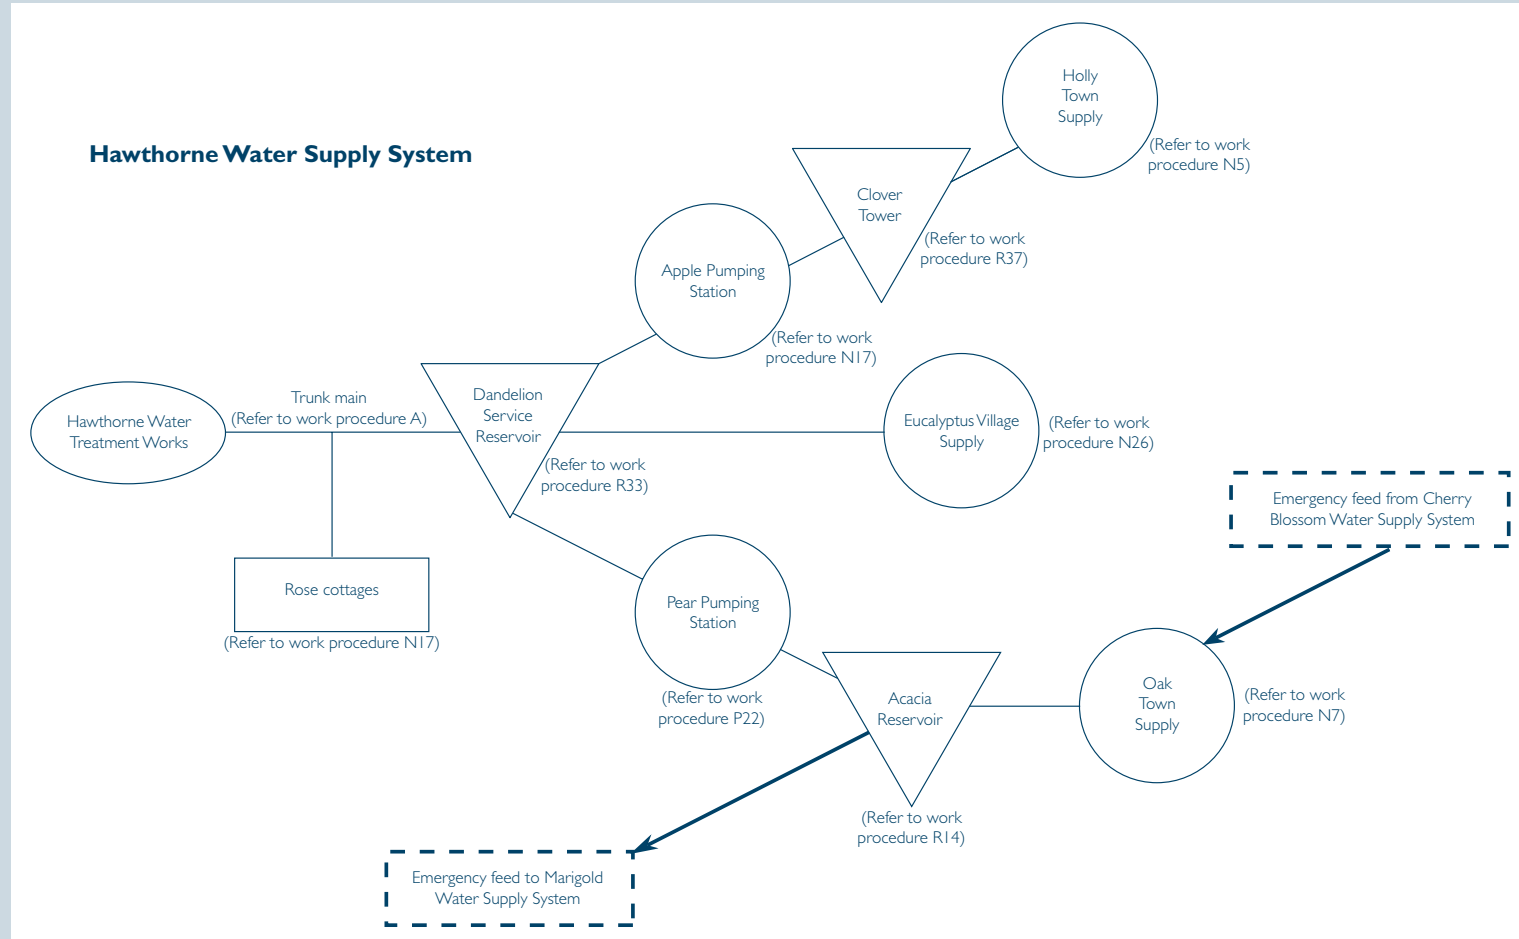 Holly
Town
Supply
(Refer to work
procedure N5)
Hawthorne Water Supply System
Clover
Tower
(Refer to work
procedure R37)
Apple Pumping
Station
(Refer to work
procedure N17)
Trunk main
(Refer to work procedure A)
Hawthorne Water
Treatment Works
Dandelion
Service
Reservoir
(Refer to work
procedure R33)
Eucalyptus Village
Supply
(Refer to work
procedure N26)
Emergency feed from Cherry
Blossom Water Supply System
Rose cottages
(Refer to work procedure N17)
Pear Pumping
Station
(Refer to work
procedure P22)
Acacia
Reservoir
(Refer to work
procedure R14)
Oak
Town
Supply
(Refer to work
procedure N7)
Emergency feed to Marigold
Water Supply System